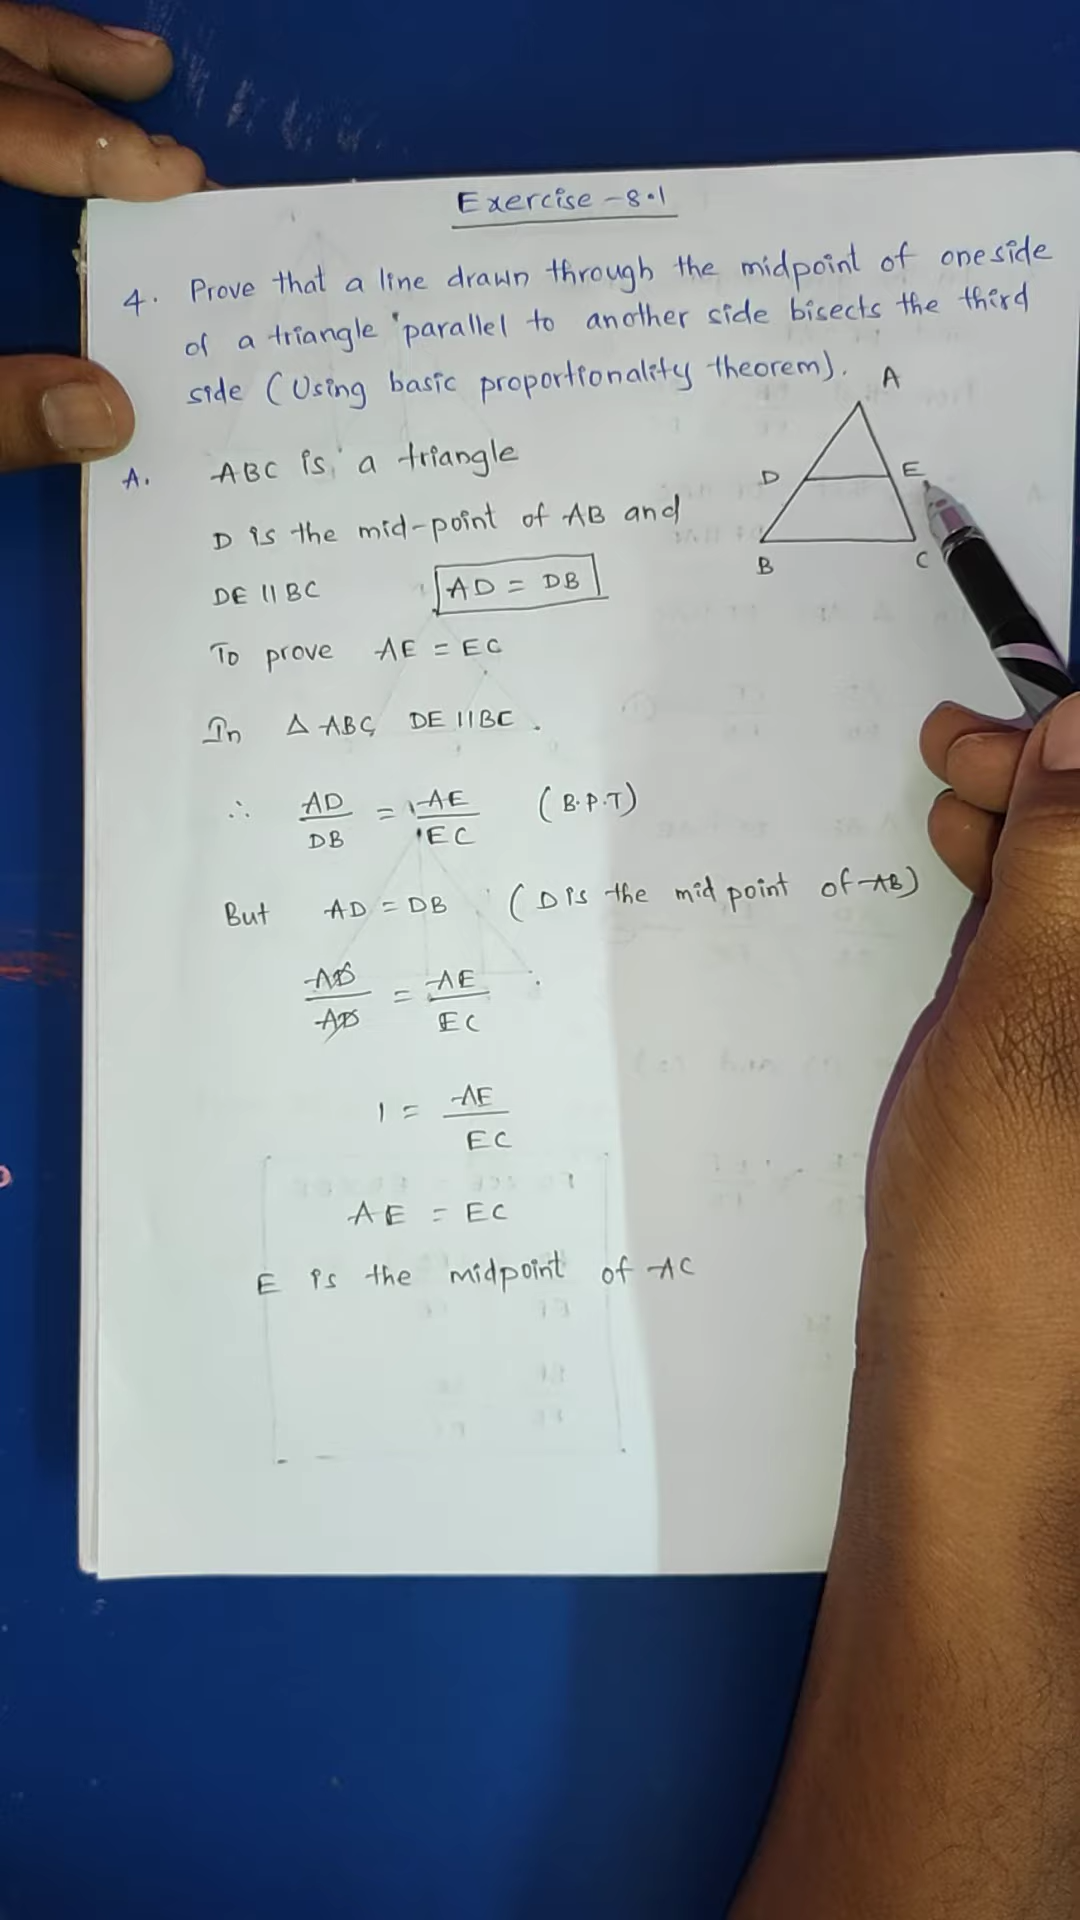 Exercise - 8.1
4. Prove that a line drawn through the midpoint of one side
of a triangle parallel to another side bisects the third
side (Using basic proportionality theorem).
A
D
E
B
C
A. ABC is a triangle
D is the mid-point of AB and
DE || BC AD = DB
To prove AE = EC
In △ ABC, DE || BC .
∴ AD/DB = AE/EC (B.P.T)
But AD = DB (D is the mid point of AB)
AD/AD = AE/EC
1 = AE/EC
AE = EC
E is the midpoint of AC